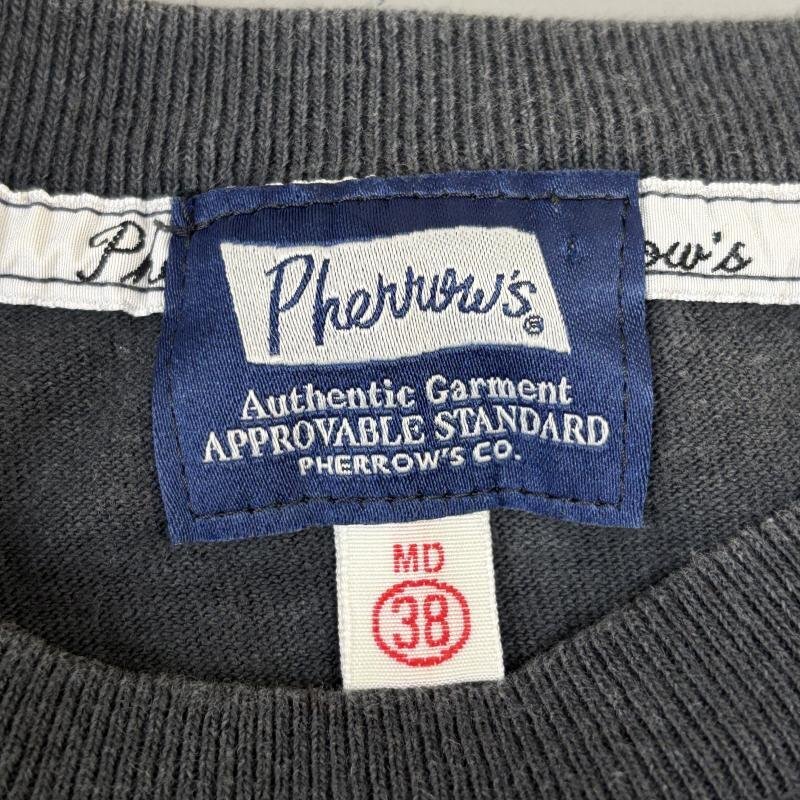 Pherrow's®
Authentic Garment
APPROVABLE STANDARD
PHERROW'S CO.
MD
38